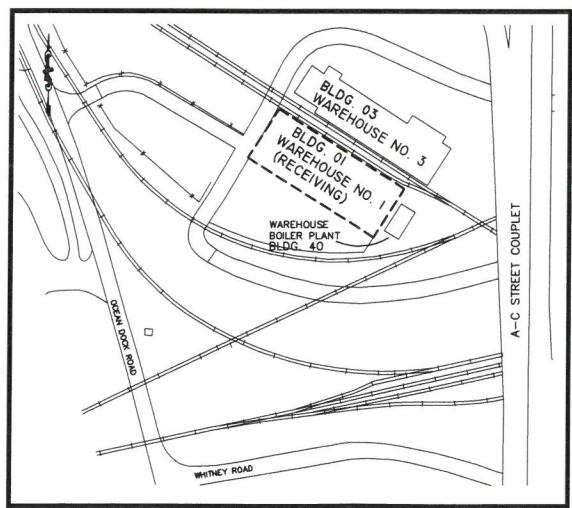 BLDG. 03
WAREHOUSE NO. 3
BLDG. 01
WAREHOUSE NO. 1
(RECEIVING)
WAREHOUSE
BOILER PLANT
BLDG. 40
A-C STREET COUPLET
OCEAN DOCK ROAD
WHITNEY ROAD